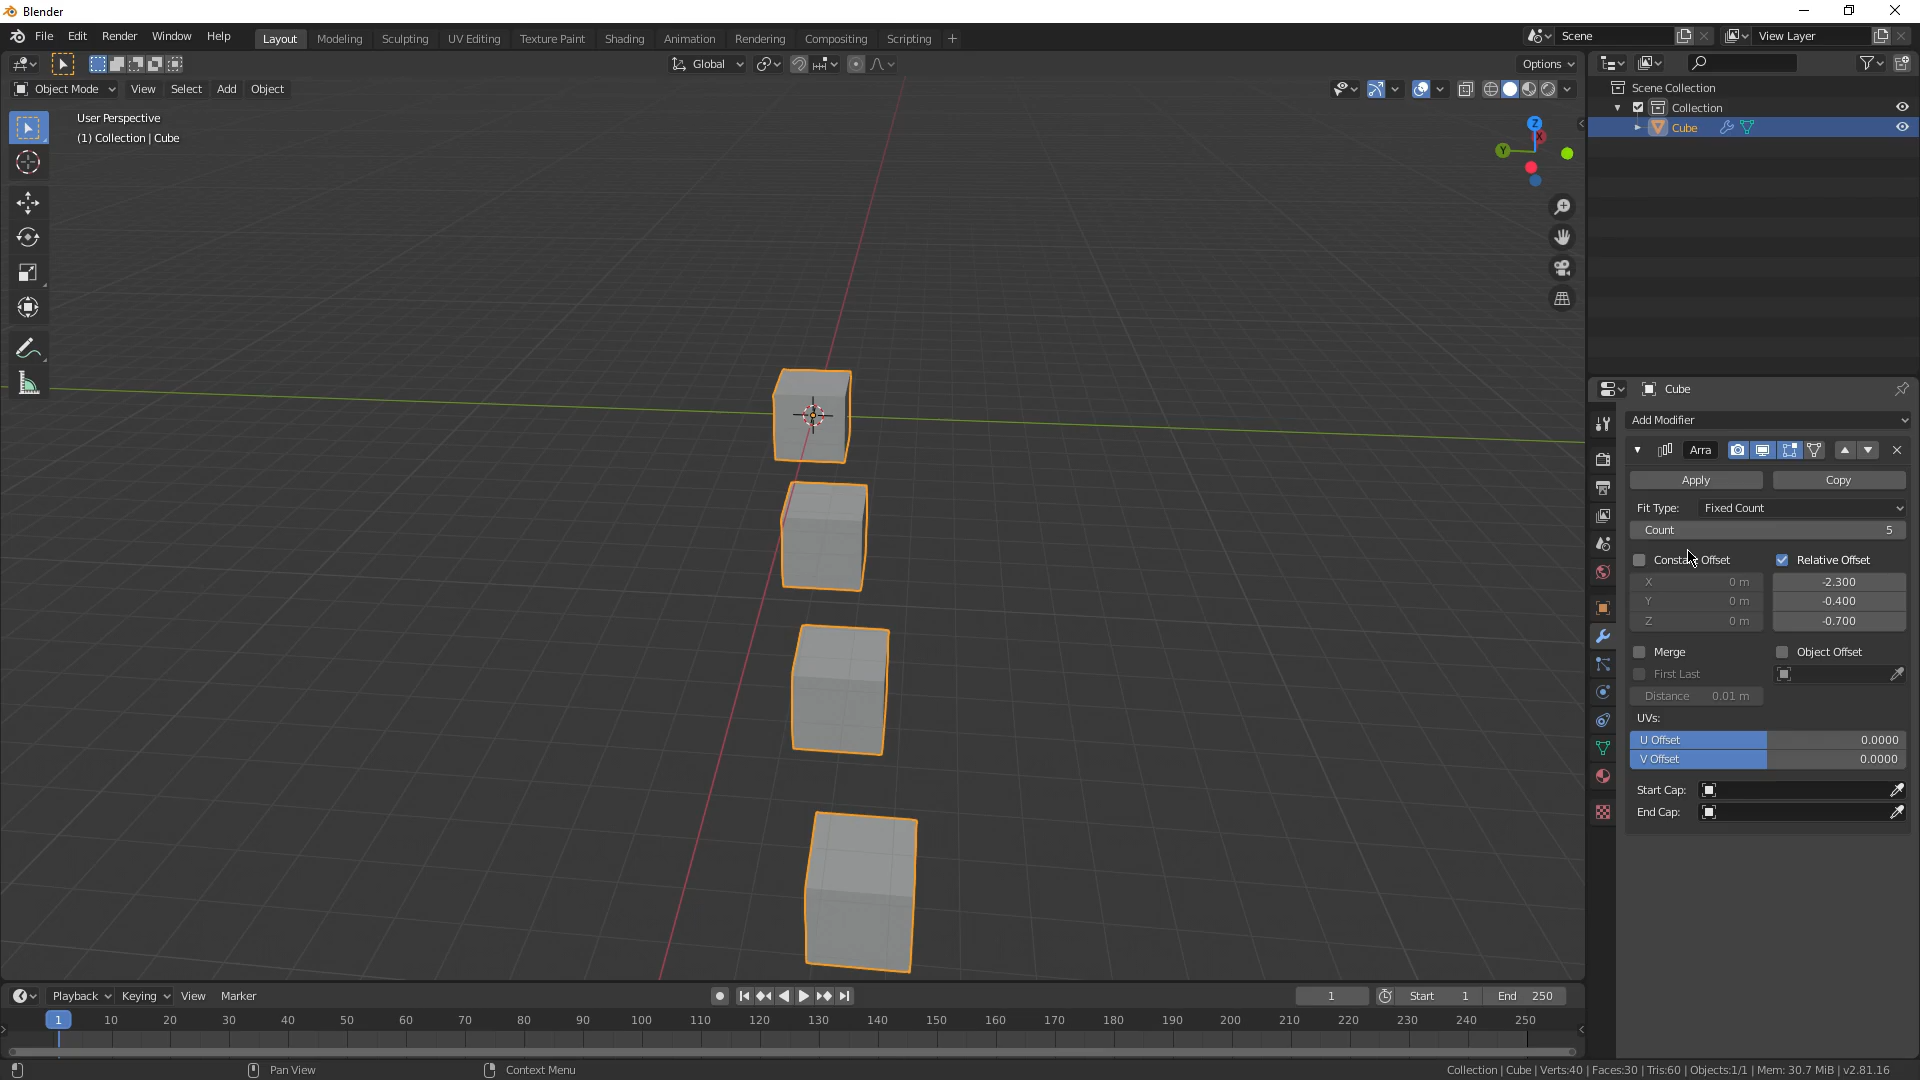 Blender
File Edit Render Window Help Layout Modeling Sculpting UV Editing Texture Paint Shading Animation Rendering Compositing Scripting + Scene View Layer
Global Options
Object Mode View Select Add Object
User Perspective
(1) Collection | Cube
Z
X
Y
Scene Collection
Collection
Cube
Cube
Add Modifier
Arra
Apply Copy
Fit Type: Fixed Count
Count 5
Constant Offset Relative Offset
X 0 m -2.300
Y 0 m -0.400
Z 0 m -0.700
Merge Object Offset
First Last
Distance 0.01 m
UVs:
U Offset 0.0000
V Offset 0.0000
Start Cap:
End Cap:
Playback Keying View Marker 1 Start 1 End 250
1 10 20 30 40 50 60 70 80 90 100 110 120 130 140 150 160 170 180 190 200 210 220 230 240 250
Pan View Context Menu Collection | Cube | Verts:40 | Faces:30 | Tris:60 | Objects:1/1 | Mem: 30.7 MiB | v2.81.16